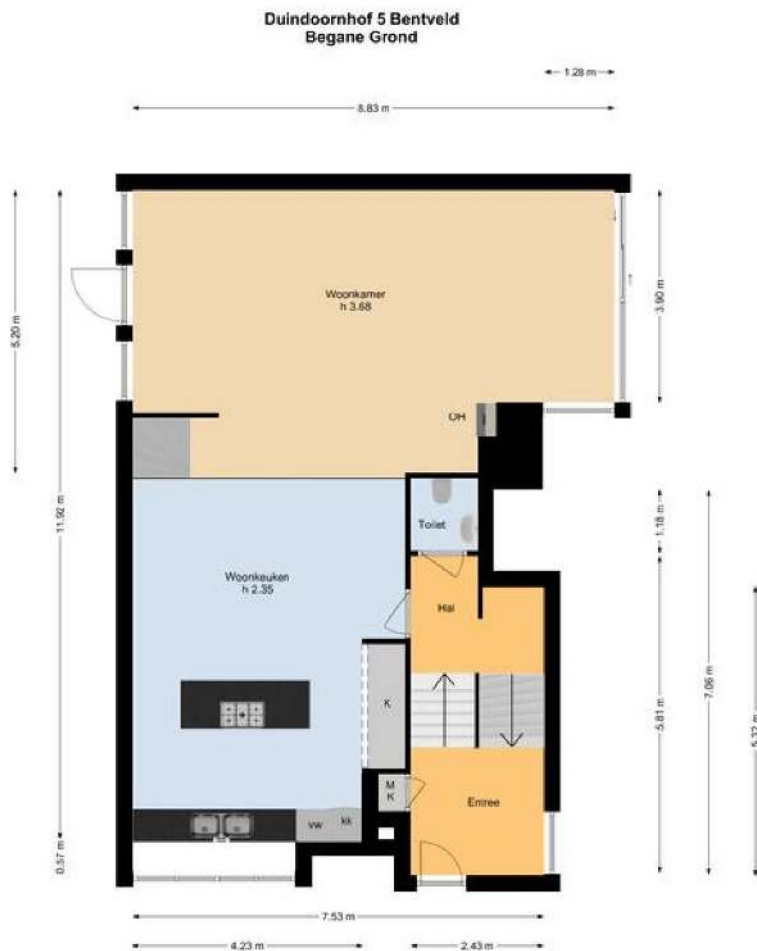 Duindoornhof 5 Bentveld
Begane Grond
1.28 m
8.83 m
5.20 m
11.92 m
3.90 m
Woonkamer
h 3.68
OH
Toilet
1.18 m
Woonkeuken
h 2.35
Hal
K
5.81 m
7.06 m
5.32 m
M
K
Entree
vw
kk
0.57 m
7.53 m
4.23 m
2.43 m